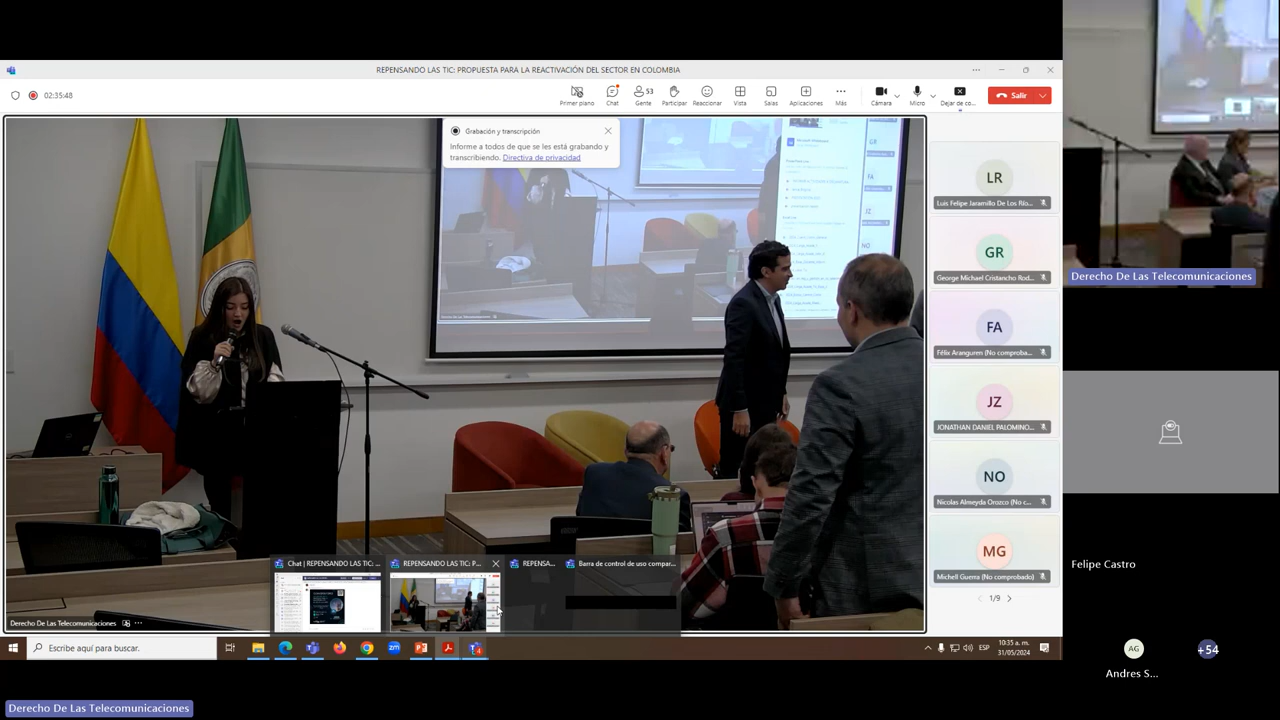 REPENSANDO LAS TIC: PROPUESTA PARA LA REACTIVACIÓN DEL SECTOR EN COLOMBIA
02:35:48
Primer plano
Chat
Gente
53
Participar
Reaccionar
Vista
Salas
Aplicaciones
Más
Cámara
Micro
Dejar de co...
Salir
Grabación y transcripción
Informe a todos de que se les está grabando y
transcribiendo. Directiva de privacidad
LR
Luis Felipe Jaramillo De Los Río...
GR
George Michael Cristancho Rod...
FA
Félix Aranguren (No comproba...
JZ
JONATHAN DANIEL PALOMINO...
NO
Nicolas Almeyda Orozco (No c...
MG
Michell Guerra (No comprobado)
1/9
Derecho De Las Telecomunicaciones
Felipe Castro
AG
Andres S...
+54
Chat | REPENSANDO LAS TIC: ...
REPENSANDO LAS TIC: P...
REPENSA...
Barra de control de uso compar...
Derecho De Las Telecomunicaciones
Escribe aquí para buscar.
ESP
10:35 a. m.
31/05/2024
Derecho De Las Telecomunicaciones